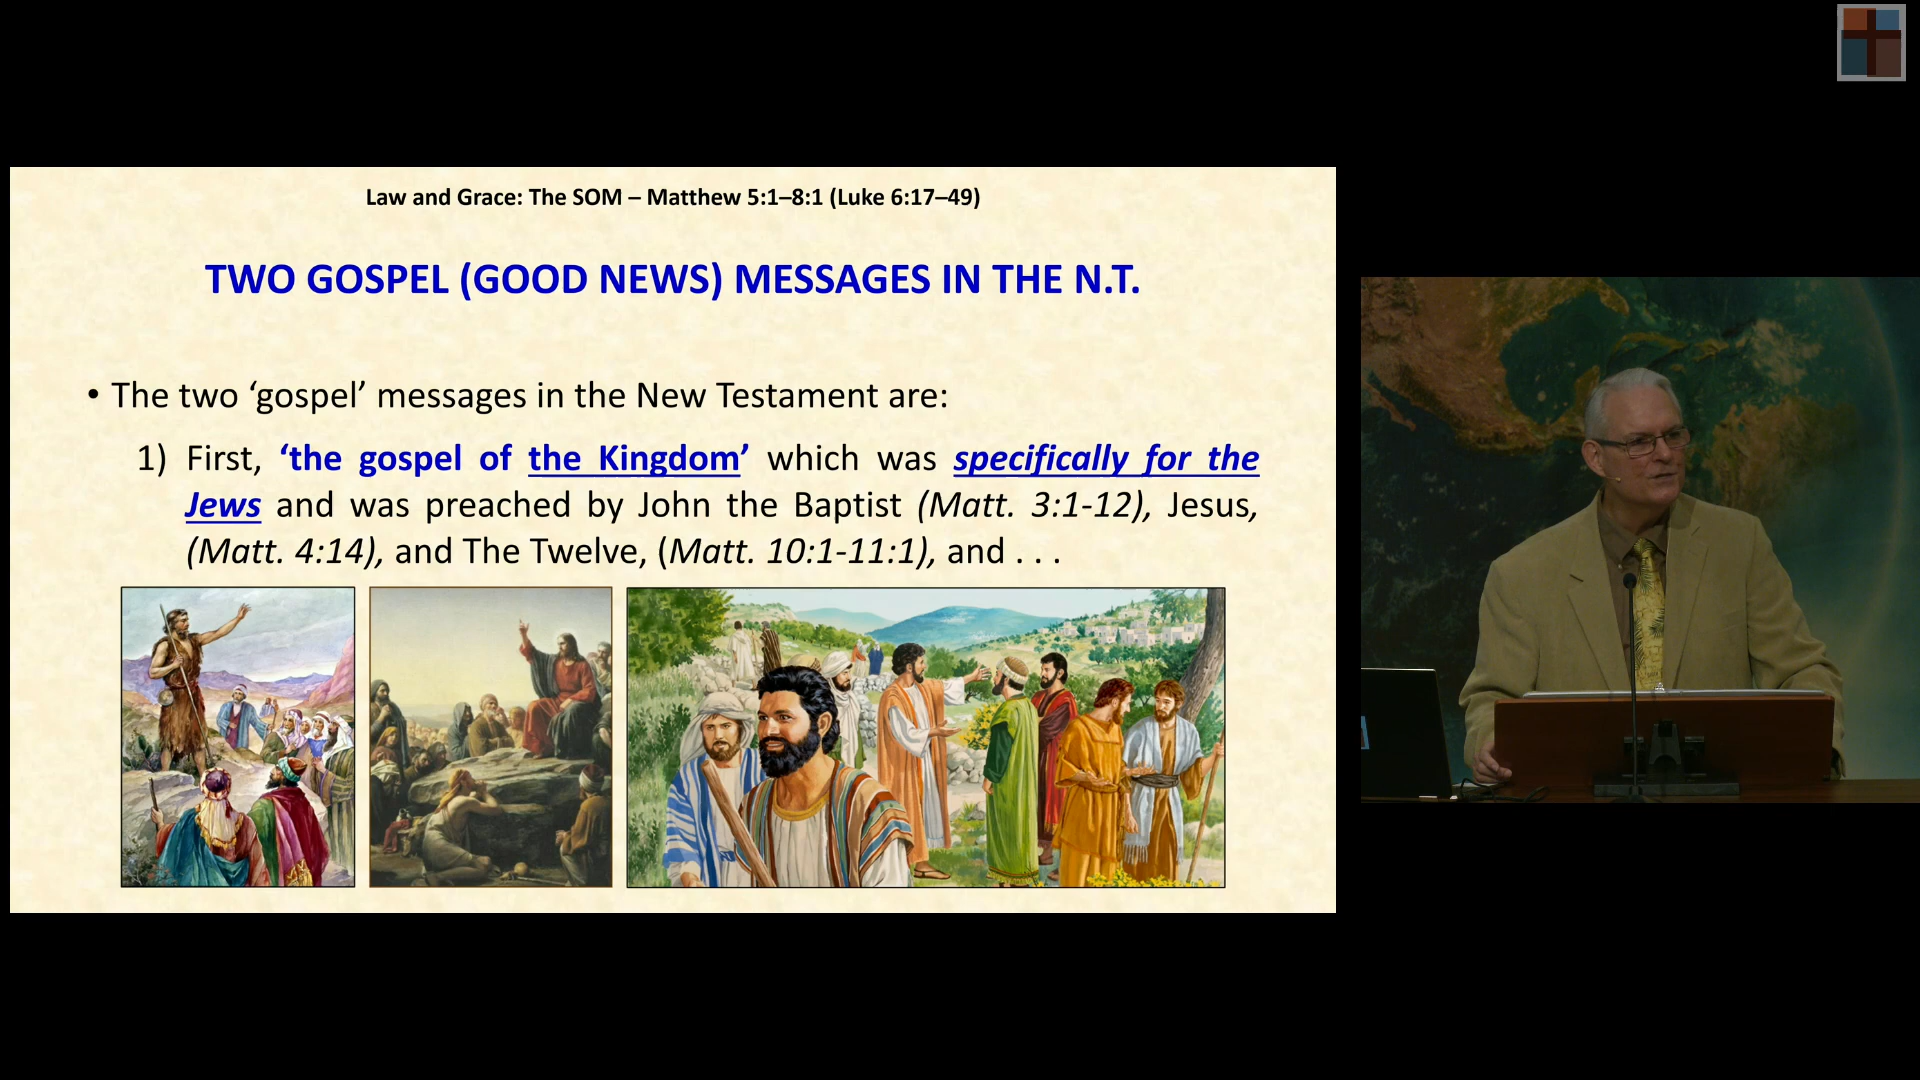 Law and Grace: The SOM – Matthew 5:1–8:1 (Luke 6:17–49)
TWO GOSPEL (GOOD NEWS) MESSAGES IN THE N.T.
• The two ‘gospel’ messages in the New Testament are:
1) First, ‘the gospel of the Kingdom’ which was specifically for the
Jews and was preached by John the Baptist (Matt. 3:1-12), Jesus,
(Matt. 4:14), and The Twelve, (Matt. 10:1-11:1), and . . .